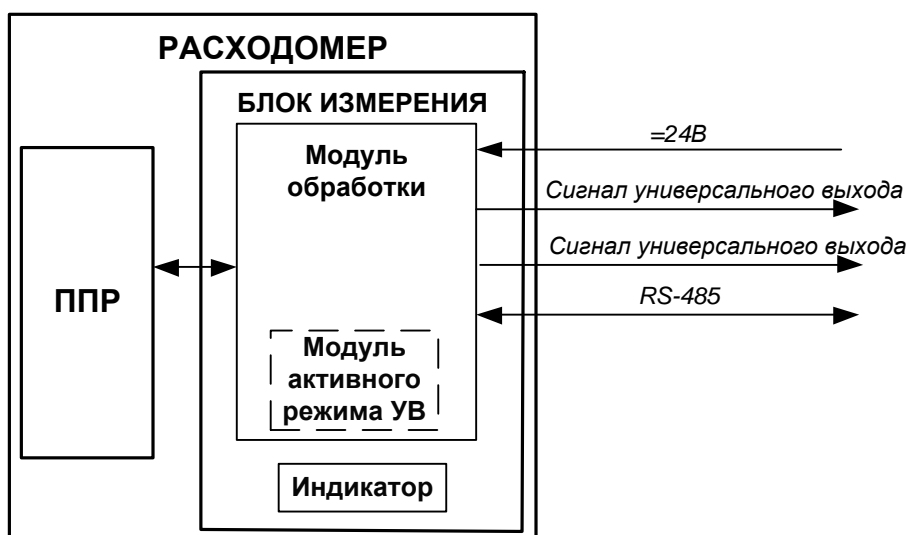 РАСХОДОМЕР
БЛОК ИЗМЕРЕНИЯ
Модуль
обработки
ППР
Модуль
активного
режима УВ
Индикатор
=24В
Сигнал универсального выхода
Сигнал универсального выхода
RS-485